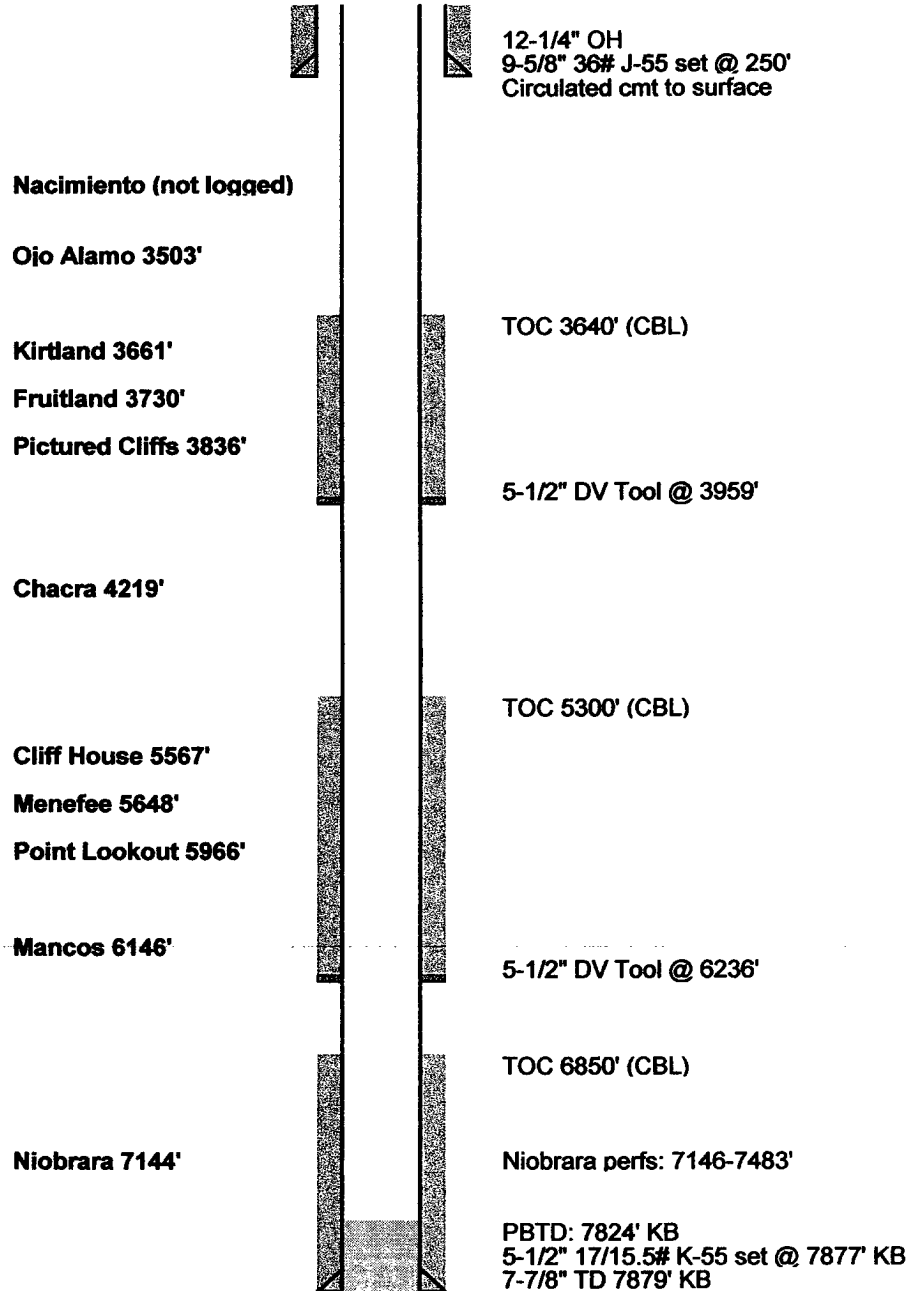 12-1/4" OH
9-5/8" 36# J-55 set @ 250'
Circulated cmt to surface
Nacimiento (not logged)
Ojo Alamo 3503'
TOC 3640' (CBL)
Kirtland 3661'
Fruitland 3730'
Pictured Cliffs 3836'
5-1/2" DV Tool @ 3959'
Chacra 4219'
TOC 5300' (CBL)
Cliff House 5567'
Menefee 5648'
Point Lookout 5966'
Mancos 6146'
5-1/2" DV Tool @ 6236'
TOC 6850' (CBL)
Niobrara 7144'
Niobrara perfs: 7146-7483'
PBTD: 7824' KB
5-1/2" 17/15.5# K-55 set @ 7877' KB
7-7/8" TD 7879' KB